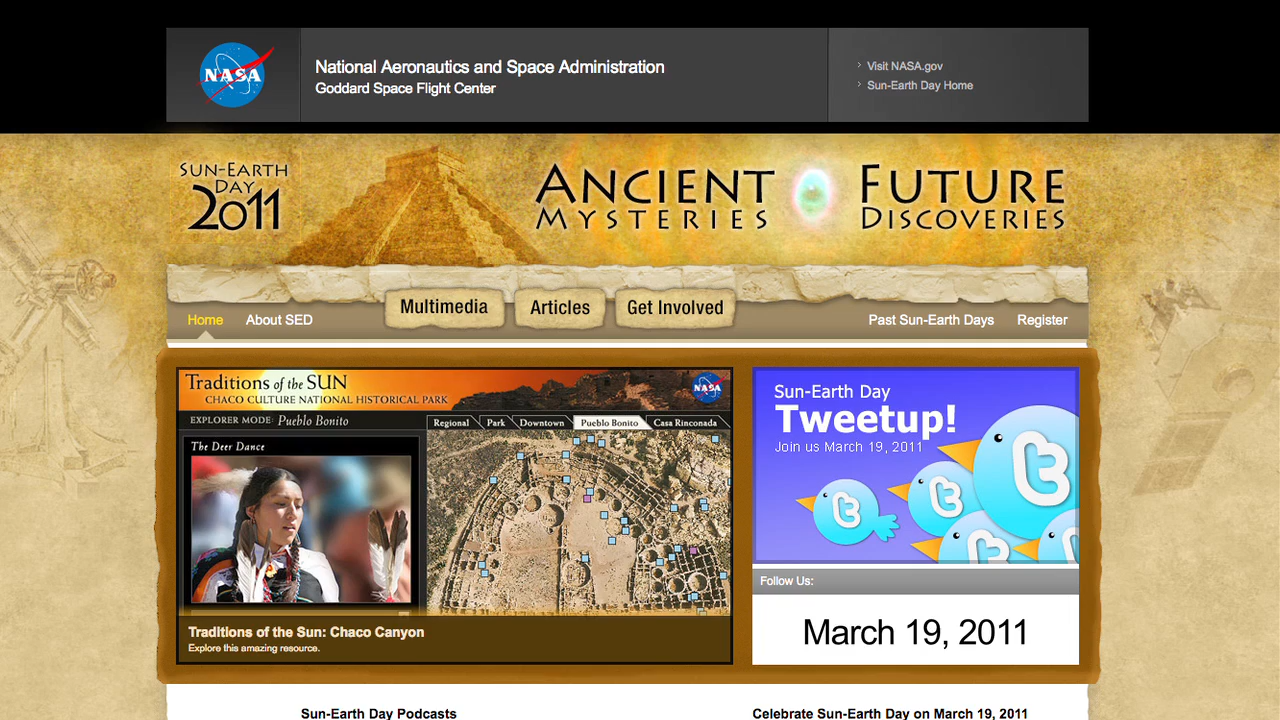 NASA
National Aeronautics and Space Administration
Goddard Space Flight Center
Visit NASA.gov
Sun-Earth Day Home
SUN-EARTH
DAY
2011
ANCIENT
MYSTERIES
FUTURE
DISCOVERIES
Home
About SED
Multimedia
Articles
Get Involved
Past Sun-Earth Days
Register
Traditions of the SUN
CHACO CULTURE NATIONAL HISTORICAL PARK
NASA
EXPLORER MODE: Pueblo Bonito
Regional
Park
Downtown
Pueblo Bonito
Casa Rinconada
The Deer Dance
Traditions of the Sun: Chaco Canyon
Explore this amazing resource.
Sun-Earth Day
Tweetup!
Join us March 19, 2011
t
t
t
t
t
Follow Us:
March 19, 2011
Sun-Earth Day Podcasts
Celebrate Sun-Earth Day on March 19, 2011